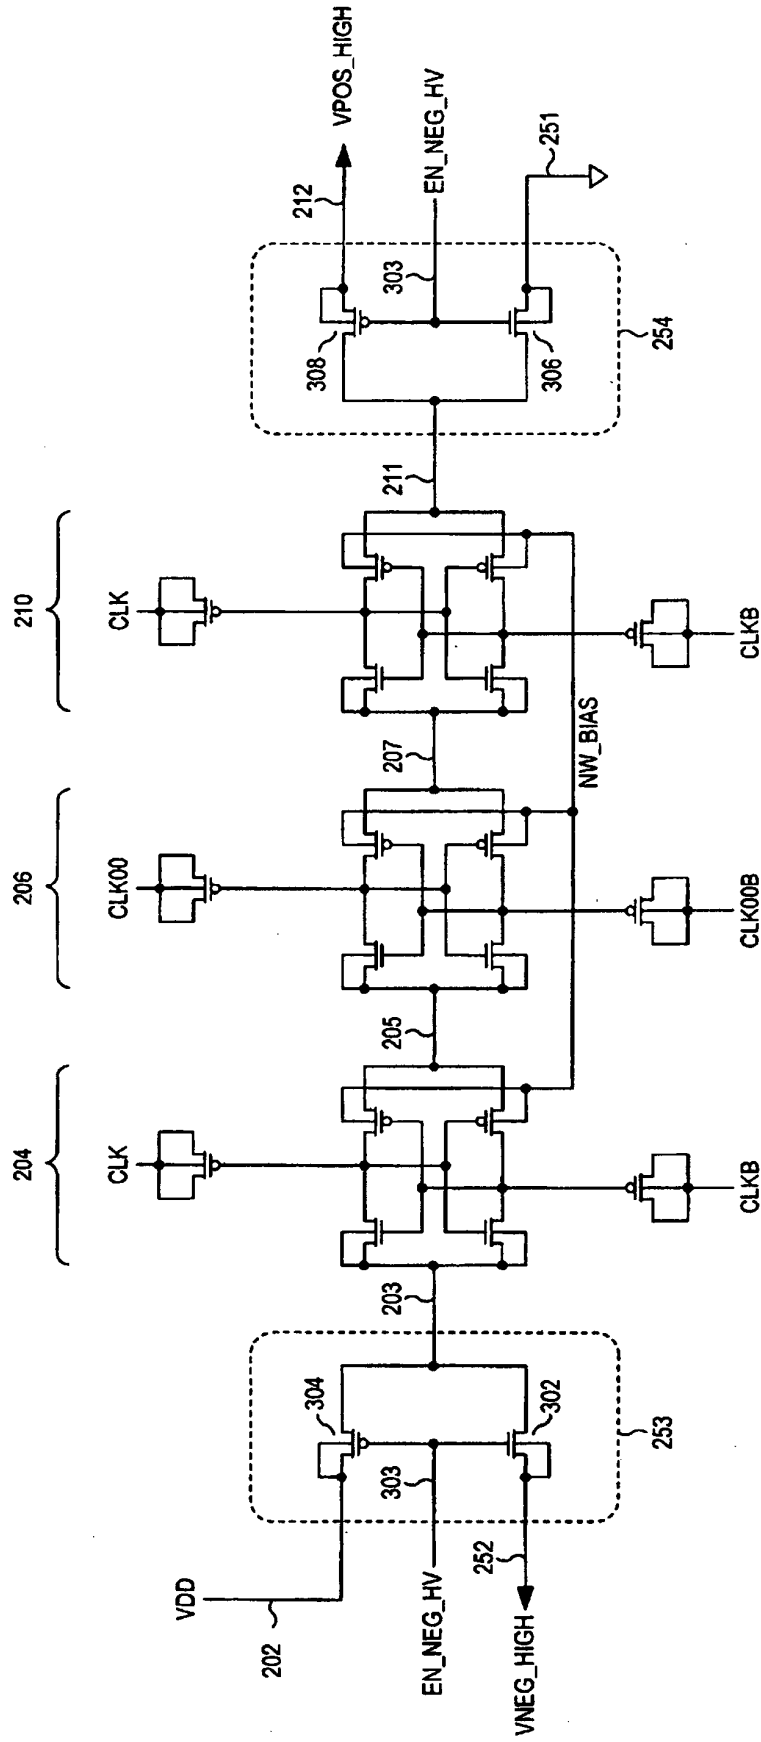 VDD
202
EN_NEG_HV
303
VNEG_HIGH
252
304
302
253
203
204
CLK
CLKB
205
206
CLK00
CLK00B
207
NW_BIAS
210
CLK
CLKB
211
308
306
254
303
EN_NEG_HV
212
VPOS_HIGH
251